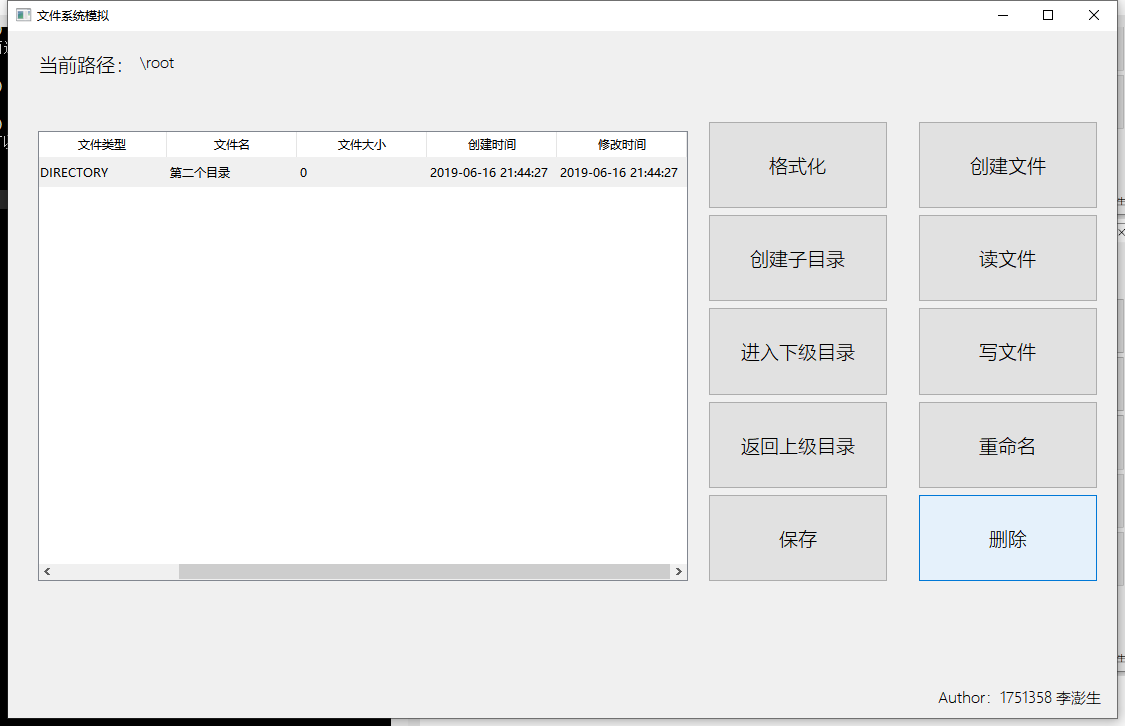 文件系统模拟
当前路径： \root
文件类型 文件名 文件大小 创建时间 修改时间
DIRECTORY 第二个目录 0 2019-06-16 21:44:27 2019-06-16 21:44:27
格式化 创建文件
创建子目录 读文件
进入下级目录 写文件
返回上级目录 重命名
保存 删除
Author：1751358 李澎生